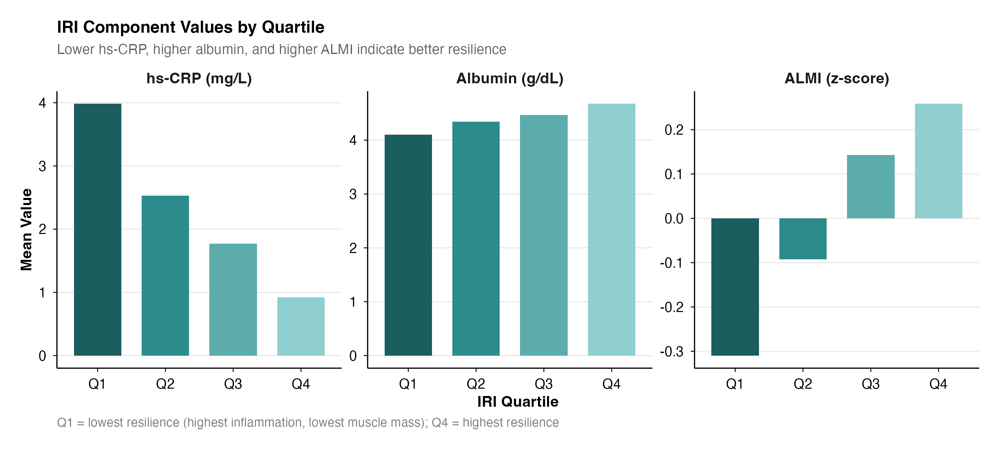 IRI Component Values by Quartile
Lower hs-CRP, higher albumin, and higher ALMI indicate better resilience
hs-CRP (mg/L)
Albumin (g/dL)
ALMI (z-score)
Mean Value
4
3
2
1
0
Q1 Q2 Q3 Q4
4
3
2
1
0
Q1 Q2 Q3 Q4
0.2
0.1
0.0
-0.1
-0.2
-0.3
Q1 Q2 Q3 Q4
IRI Quartile
Q1 = lowest resilience (highest inflammation, lowest muscle mass); Q4 = highest resilience